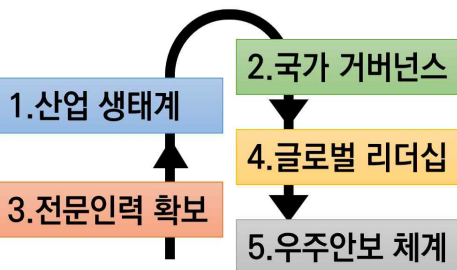 1.산업 생태계
2.국가 거버넌스
3.전문인력 확보
4.글로벌 리더십
5.우주안보 체계